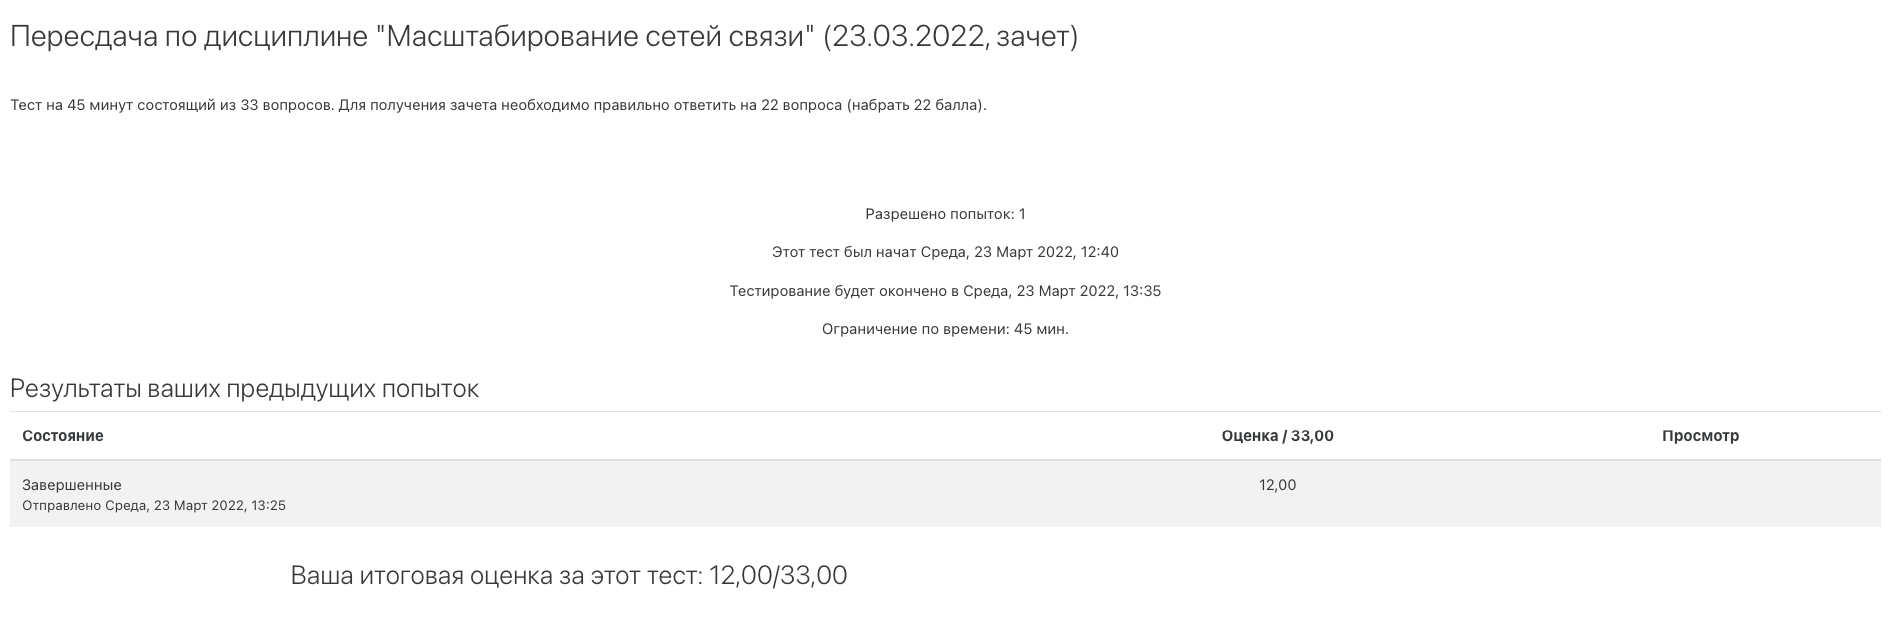 Пересдача по дисциплине "Масштабирование сетей связи" (23.03.2022, зачет)
Тест на 45 минут состоящий из 33 вопросов. Для получения зачета необходимо правильно ответить на 22 вопроса (набрать 22 балла).
Разрешено попыток: 1
Этот тест был начат Среда, 23 Март 2022, 12:40
Тестирование будет окончено в Среда, 23 Март 2022, 13:35
Ограничение по времени: 45 мин.
Результаты ваших предыдущих попыток
Состояние Оценка / 33,00 Просмотр
Завершенные 12,00
Отправлено Среда, 23 Март 2022, 13:25
Ваша итоговая оценка за этот тест: 12,00/33,00